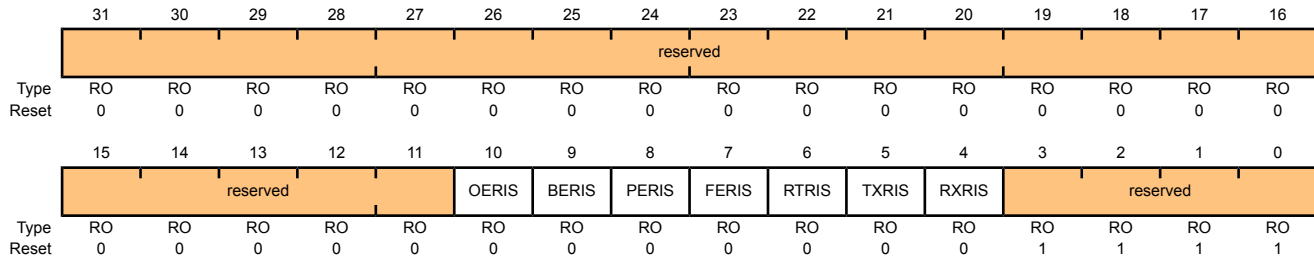 31 30 29 28 27 26 25 24 23 22 21 20 19 18 17 16
reserved
Type RO RO RO RO RO RO RO RO RO RO RO RO RO RO RO RO
Reset 0 0 0 0 0 0 0 0 0 0 0 0 0 0 0 0
15 14 13 12 11 10 9 8 7 6 5 4 3 2 1 0
reserved OERIS BERIS PERIS FERIS RTRIS TXRIS RXRIS reserved
Type RO RO RO RO RO RO RO RO RO RO RO RO RO RO RO RO
Reset 0 0 0 0 0 0 0 0 0 0 0 0 1 1 1 1